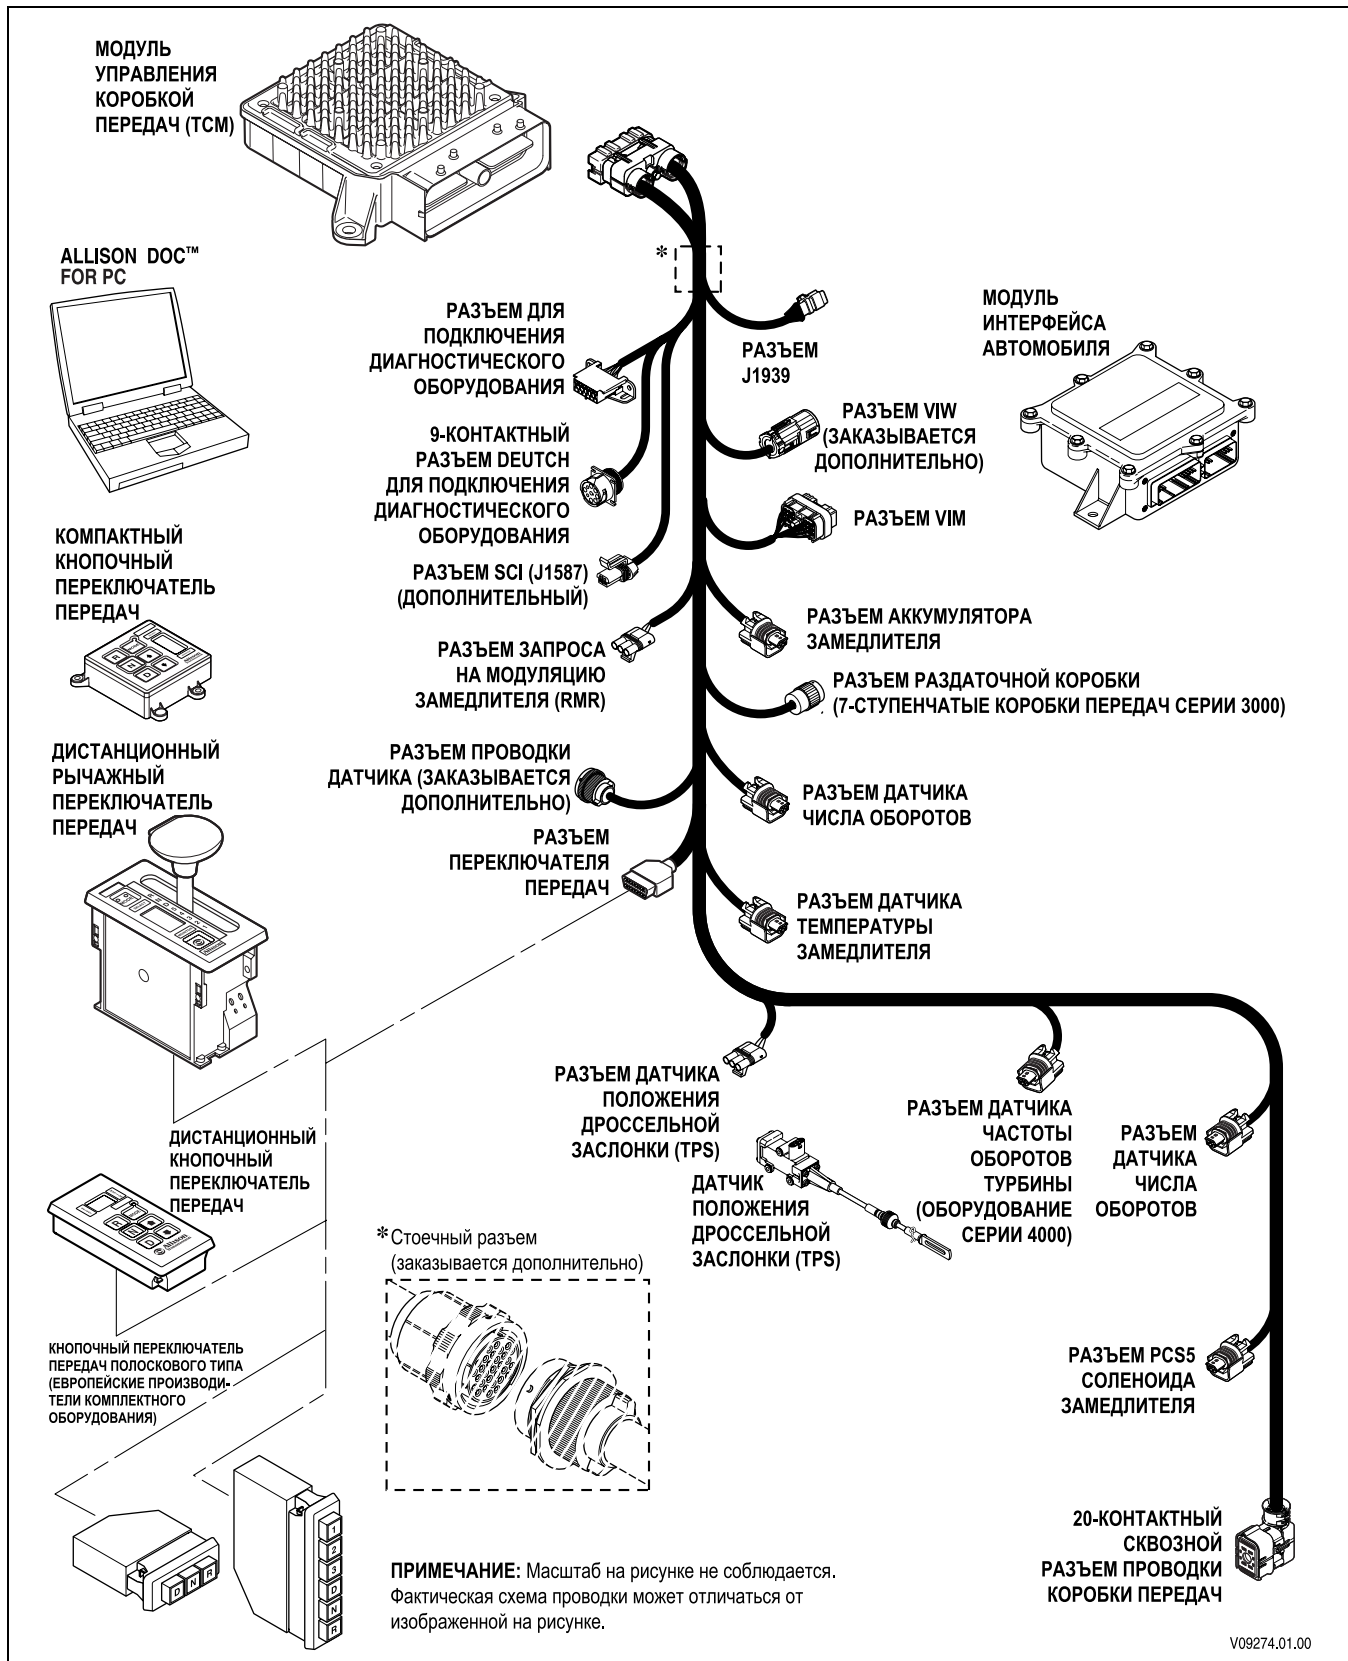 МОДУЛЬ
УПРАВЛЕНИЯ
КОРОБКОЙ
ПЕРЕДАЧ (TCM)
ALLISON DOC™
FOR PC
*
РАЗЪЕМ ДЛЯ
ПОДКЛЮЧЕНИЯ
ДИАГНОСТИЧЕСКОГО
ОБОРУДОВАНИЯ
РАЗЪЕМ
J1939
МОДУЛЬ
ИНТЕРФЕЙСА
АВТОМОБИЛЯ
9-КОНТАКТНЫЙ
РАЗЪЕМ DEUTCH
ДЛЯ ПОДКЛЮЧЕНИЯ
ДИАГНОСТИЧЕСКОГО
ОБОРУДОВАНИЯ
РАЗЪЕМ VIW
(ЗАКАЗЫВАЕТСЯ
ДОПОЛНИТЕЛЬНО)
РАЗЪЕМ VIM
КОМПАКТНЫЙ
КНОПОЧНЫЙ
ПЕРЕКЛЮЧАТЕЛЬ
ПЕРЕДАЧ
РАЗЪЕМ SCI (J1587)
(ДОПОЛНИТЕЛЬНЫЙ)
РАЗЪЕМ АККУМУЛЯТОРА
ЗАМЕДЛИТЕЛЯ
РАЗЪЕМ ЗАПРОСА
НА МОДУЛЯЦИЮ
ЗАМЕДЛИТЕЛЯ (RMR)
РАЗЪЕМ РАЗДАТОЧНОЙ КОРОБКИ
(7-СТУПЕНЧАТЫЕ КОРОБКИ ПЕРЕДАЧ СЕРИИ 3000)
ДИСТАНЦИОННЫЙ
РЫЧАЖНЫЙ
ПЕРЕКЛЮЧАТЕЛЬ
ПЕРЕДАЧ
РАЗЪЕМ ПРОВОДКИ
ДАТЧИКА (ЗАКАЗЫВАЕТСЯ
ДОПОЛНИТЕЛЬНО)
РАЗЪЕМ ДАТЧИКА
ЧИСЛА ОБОРОТОВ
РАЗЪЕМ
ПЕРЕКЛЮЧАТЕЛЯ
ПЕРЕДАЧ
РАЗЪЕМ ДАТЧИКА
ТЕМПЕРАТУРЫ
ЗАМЕДЛИТЕЛЯ
РАЗЪЕМ ДАТЧИКА
ПОЛОЖЕНИЯ
ДРОССЕЛЬНОЙ
ЗАСЛОНКИ (TPS)
ДАТЧИК
ПОЛОЖЕНИЯ
ДРОССЕЛЬНОЙ
ЗАСЛОНКИ (TPS)
РАЗЪЕМ ДАТЧИКА
ЧАСТОТЫ
ОБОРОТОВ
ТУРБИНЫ
(ОБОРУДОВАНИЕ
СЕРИИ 4000)
РАЗЪЕМ
ДАТЧИКА
ЧИСЛА
ОБОРОТОВ
ДИСТАНЦИОННЫЙ
КНОПОЧНЫЙ
ПЕРЕКЛЮЧАТЕЛЬ
ПЕРЕДАЧ
Allison
*Стоечный разъем
(заказывается дополнительно)
КНОПОЧНЫЙ ПЕРЕКЛЮЧАТЕЛЬ
ПЕРЕДАЧ ПОЛОСКОВОГО ТИПА
(ЕВРОПЕЙСКИЕ ПРОИЗВОДИ-
ТЕЛИ КОМПЛЕКТНОГО
ОБОРУДОВАНИЯ)
РАЗЪЕМ PCS5
СОЛЕНОИДА
ЗАМЕДЛИТЕЛЯ
D N R
1
2
3
D
N
R
20-КОНТАКТНЫЙ
СКВОЗНОЙ
РАЗЪЕМ ПРОВОДКИ
КОРОБКИ ПЕРЕДАЧ
ПРИМЕЧАНИЕ: Масштаб на рисунке не соблюдается.
Фактическая схема проводки может отличаться от
изображенной на рисунке.
V09274.01.00